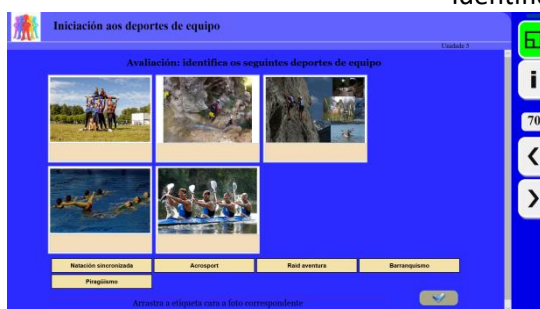 Identific
Iniciación aos deportes de equipo
Unidade 3
Avaliación: identifica os seguintes deportes de equipo
i
70
Natación sincronizada
Acrosport
Raid aventura
Barranquismo
Piragüismo
Arrastra a etiqueta cara a foto correspondente